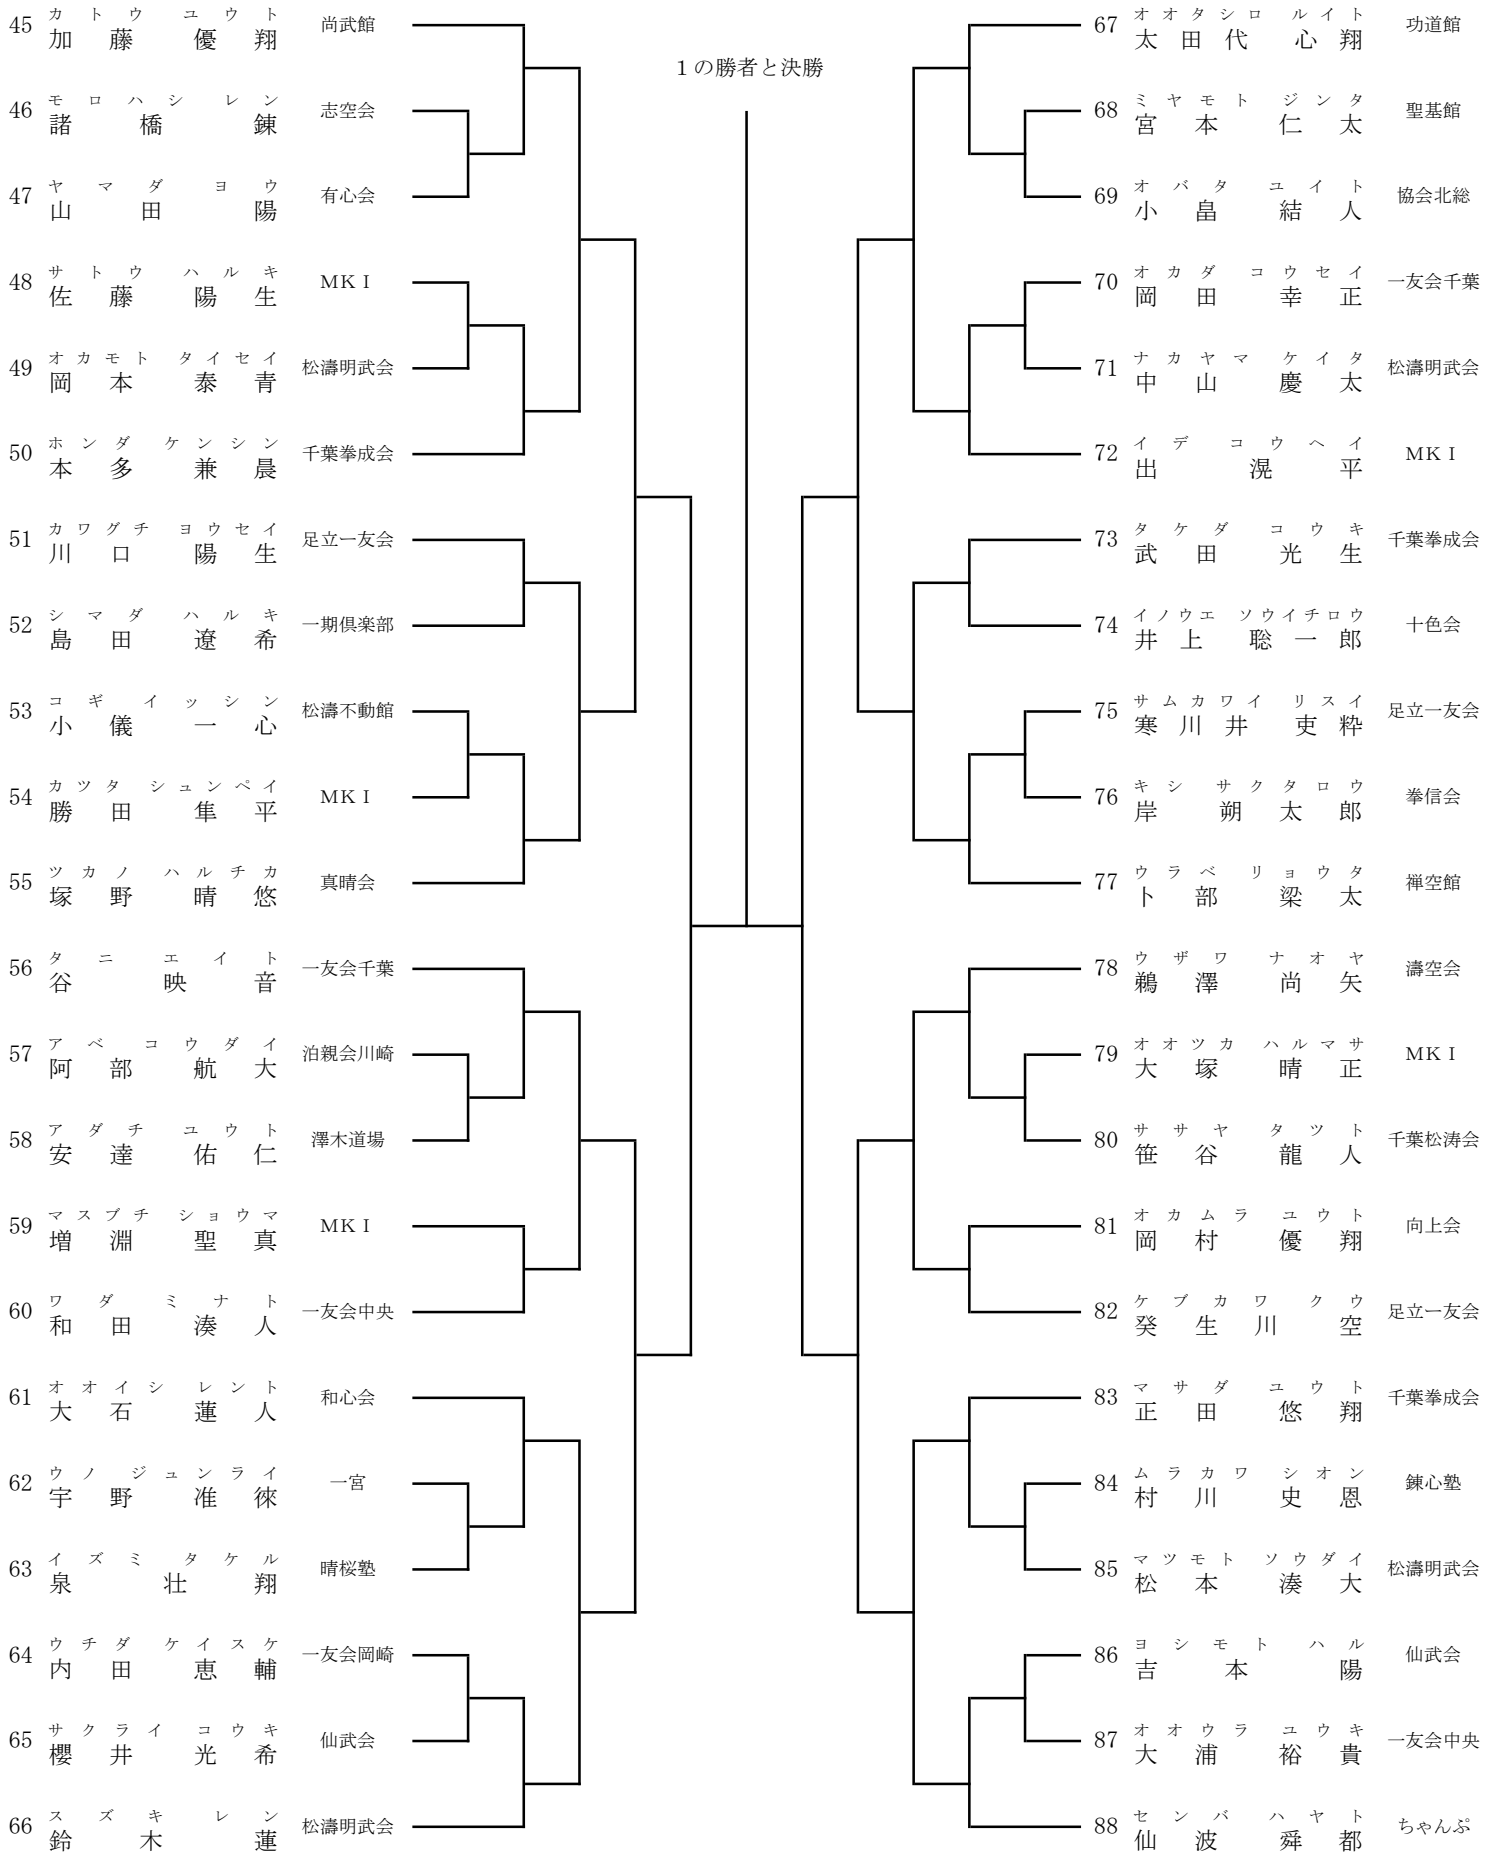 １の勝者と決勝
カトウ ユウト
45 加藤 優翔 尚武館
モロハシ レン
46 諸橋 錬 志空会
ヤマダ ヨウ
47 山田 陽 有心会
サトウ ハルキ
48 佐藤 陽生 ＭＫＩ
オカモト タイセイ
49 岡本 泰青 松濤明武会
ホンダ ケンシン
50 本多 兼晨 千葉拳成会
カワグチ ヨウセイ
51 川口 陽生 足立一友会
シマダ ハルキ
52 島田 遼希 一期倶楽部
コギ イッシン
53 小儀 一心 松濤不動館
カツタ シュンペイ
54 勝田 隼平 ＭＫＩ
ツカノ ハルチカ
55 塚野 晴悠 真晴会
タニ エイト
56 谷 映音 一友会千葉
アベ コウダイ
57 阿部 航大 泊親会川崎
アダチ ユウト
58 安達 佑仁 澤木道場
マスブチ ショウマ
59 増淵 聖真 ＭＫＩ
ワダ ミナト
60 和田 湊人 一友会中央
オオイシ レント
61 大石 蓮人 和心会
ウノ ジュンライ
62 宇野 准徠 一宮
イズミ タケル
63 泉 壮翔 晴桜塾
ウチダ ケイスケ
64 内田 恵輔 一友会岡崎
サクライ コウキ
65 櫻井 光希 仙武会
スズキ レン
66 鈴木 蓮 松濤明武会
オオタシロ ルイト
67 太田代 心翔 功道館
ミヤモト ジンタ
68 宮本 仁太 聖基館
オバタ ユイト
69 小畠 結人 協会北総
オカダ コウセイ
70 岡田 幸正 一友会千葉
ナカヤマ ケイタ
71 中山 慶太 松濤明武会
イデ コウヘイ
72 出 滉平 ＭＫＩ
タケダ コウキ
73 武田 光生 千葉拳成会
イノウエ ソウイチロウ
74 井上 聡一郎 十色会
サムカワイ リスイ
75 寒川井 吏粋 足立一友会
キシ サクタロウ
76 岸 朔太郎 拳信会
ウラベ リョウタ
77 卜部 梁太 禅空館
ウザワ ナオヤ
78 鵜澤 尚矢 濤空会
オオツカ ハルマサ
79 大塚 晴正 ＭＫＩ
ササヤ タツト
80 笹谷 龍人 千葉松涛会
オカムラ ユウト
81 岡村 優翔 向上会
ケブカワ クウ
82 癸生川 空 足立一友会
マサダ ユウト
83 正田 悠翔 千葉拳成会
ムラカワ シオン
84 村川 史恩 錬心塾
マツモト ソウダイ
85 松本 湊大 松濤明武会
ヨシモト ハル
86 吉本 陽 仙武会
オオウラ ユウキ
87 大浦 裕貴 一友会中央
センバ ハヤト
88 仙波 舜都 ちゃんぷ